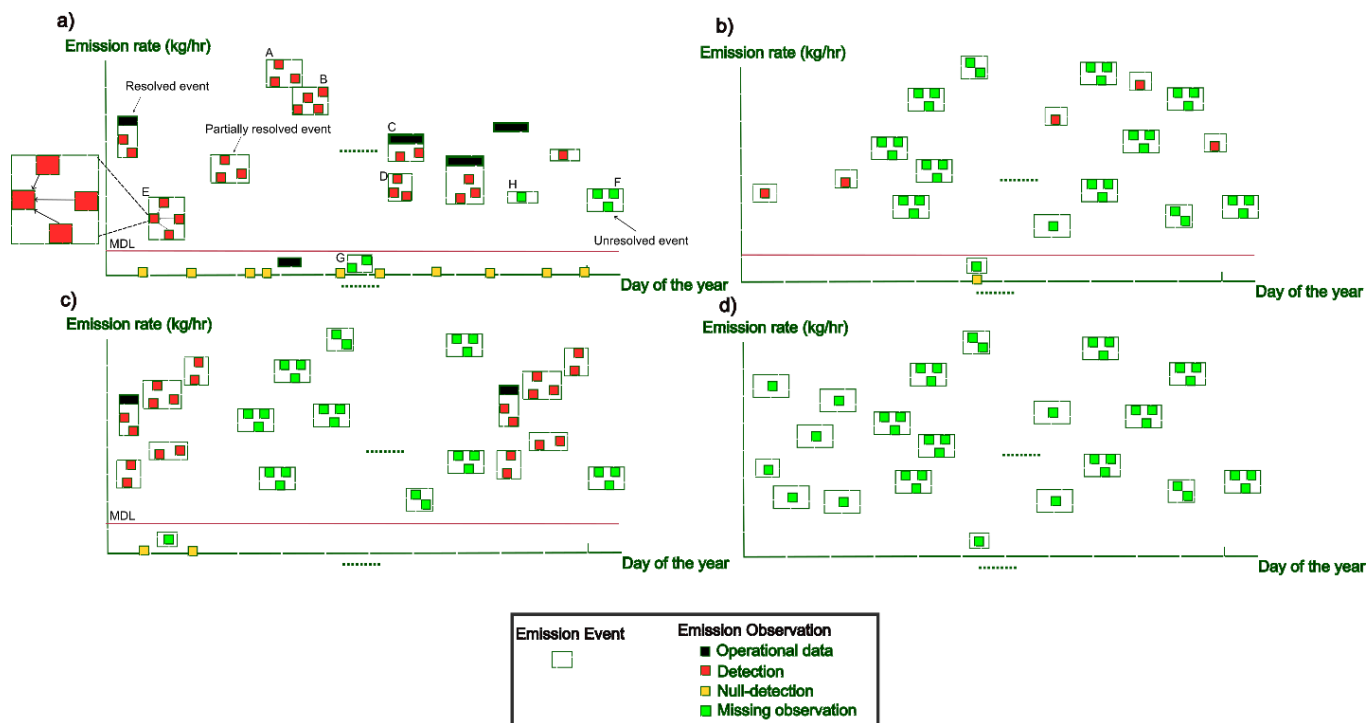 a)
Emission rate (kg/hr)
A
B
Resolved event
Partially resolved event
C
D
E
H
F
MDL
G
Unresolved event
Day of the year
b)
Emission rate (kg/hr)
Day of the year
c)
Emission rate (kg/hr)
MDL
Day of the year
d)
Emission rate (kg/hr)
Day of the year
Emission Event
Emission Observation
Operational data
Detection
Null-detection
Missing observation